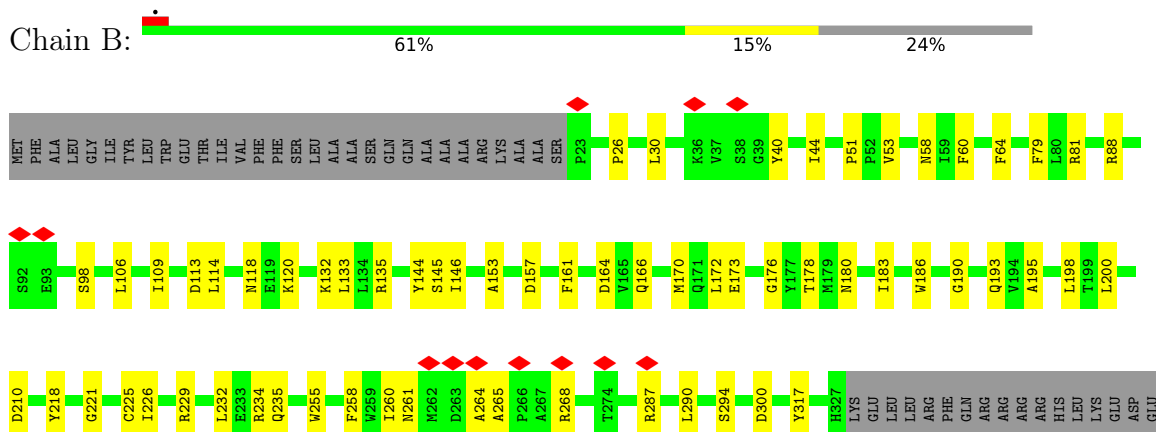 Chain B:
61% 15% 24%
MET PHE ALA LEU GLY ILE TYR LEU TRP GLU THR ILE VAL PHE PHE SER LEU ALA ALA SER GLN GLN ALA ALA ALA ARG LYS ALA ALA SER P23 P26 L30 K36 V37 S38 G39 Y40 I44 P51 P52 V53 N58 I59 F60 F64 F79 L80 R81 R88
S92 E93 S98 L106 I109 D113 L114 N118 E119 K120 K132 L133 L134 R135 Y144 S145 I146 A153 D157 F161 D164 V165 Q166 M170 Q171 L172 E173 G176 Y177 T178 M179 N180 I183 W186 G190 Q193 V194 A195 L198 T199 L200
D210 Y218 G221 C225 I226 R229 L232 E233 R234 Q235 W255 F258 W259 I260 N261 M262 D263 A264 A265 P266 A267 R268 T274 R287 L290 S294 D300 Y317 H327 LYS GLU LEU LEU ARG PHE GLN ARG ARG ARG ARG HIS LEU LYS GLU ASP GLU